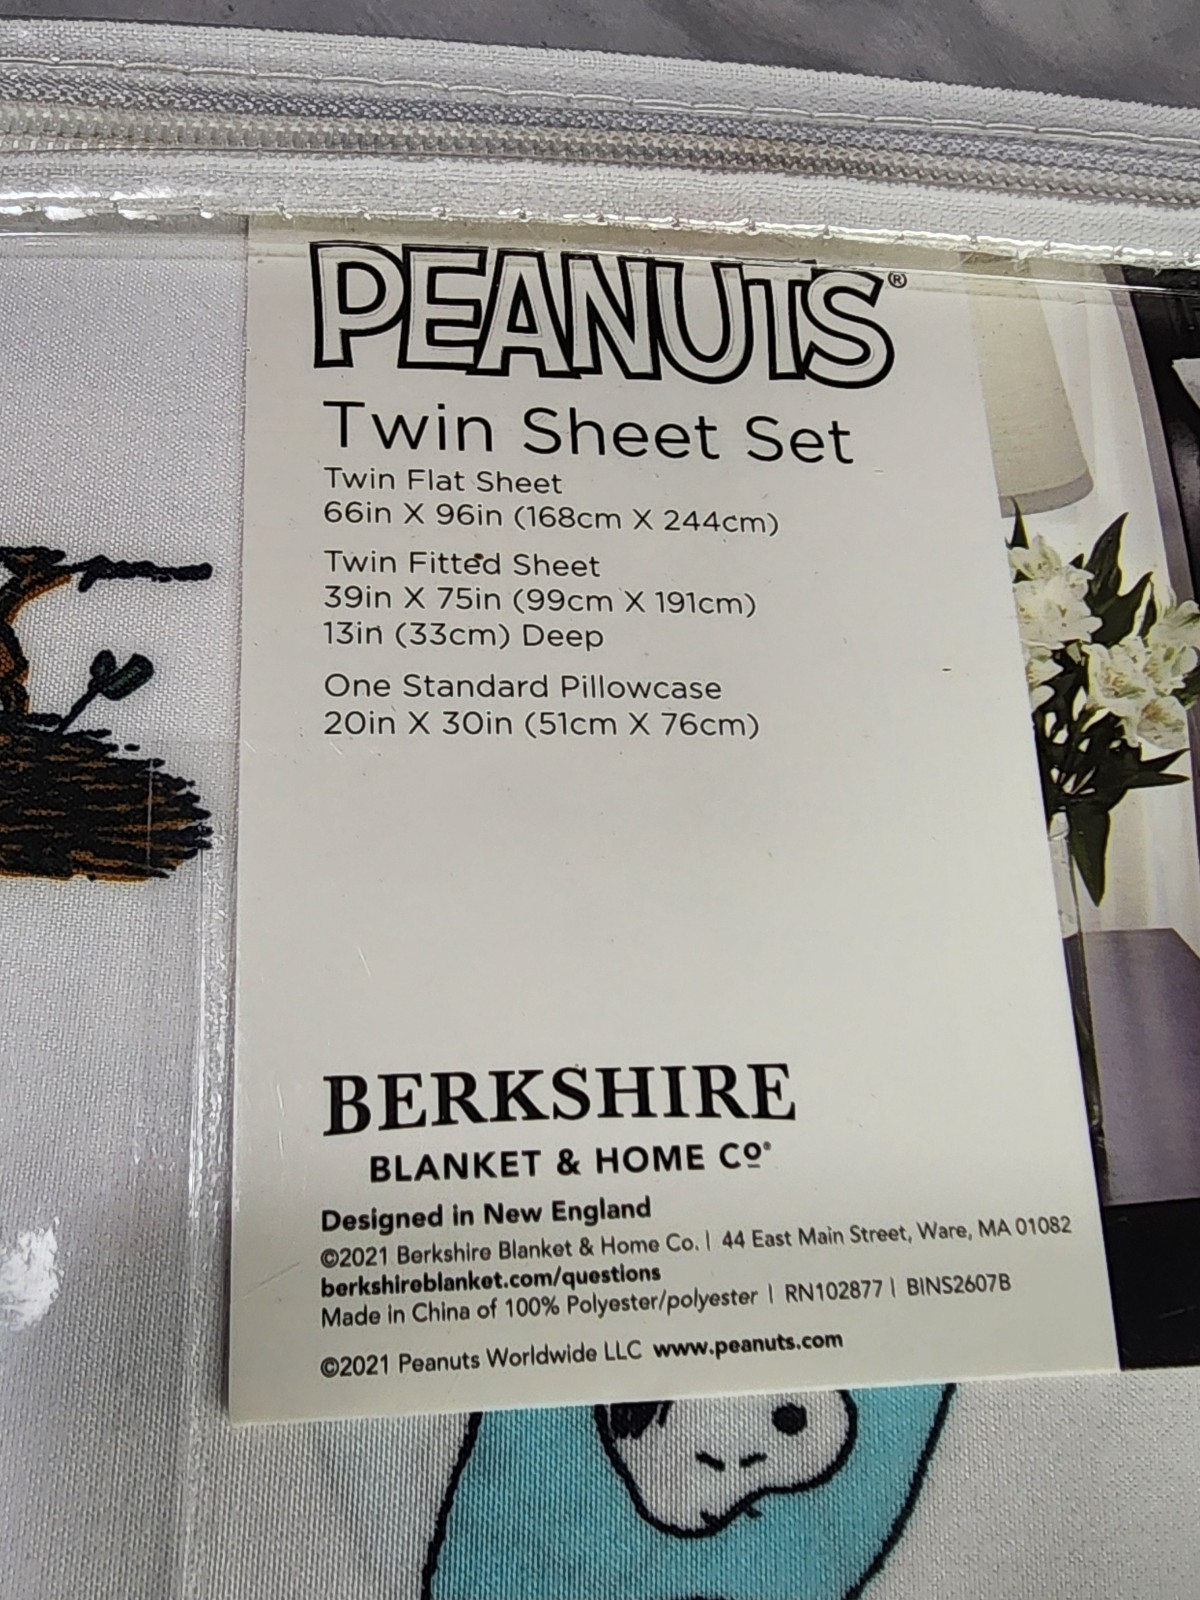 PEANUTS®
Twin Sheet Set
Twin Flat Sheet
66in X 96in (168cm X 244cm)
Twin Fitted Sheet
39in X 75in (99cm X 191cm)
13in (33cm) Deep
One Standard Pillowcase
20in X 30in (51cm X 76cm)
BERKSHIRE
BLANKET & HOME Cº®
Designed in New England
©2021 Berkshire Blanket & Home Co. | 44 East Main Street, Ware, MA 01082
berkshireblanket.com/questions
Made in China of 100% Polyester/polyester | RN102877 | BINS2607B
©2021 Peanuts Worldwide LLC www.peanuts.com